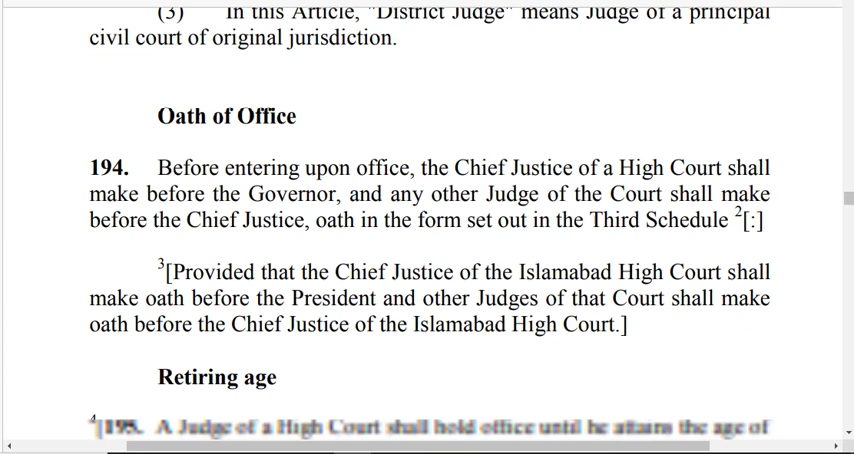 (3) In this Article, "District Judge" means Judge of a principal
civil court of original jurisdiction.
Oath of Office
194. Before entering upon office, the Chief Justice of a High Court shall
make before the Governor, and any other Judge of the Court shall make
before the Chief Justice, oath in the form set out in the Third Schedule ²[:]
³[Provided that the Chief Justice of the Islamabad High Court shall
make oath before the President and other Judges of that Court shall make
oath before the Chief Justice of the Islamabad High Court.]
Retiring age
⁴[195. A Judge of a High Court shall hold office until he attains the age of